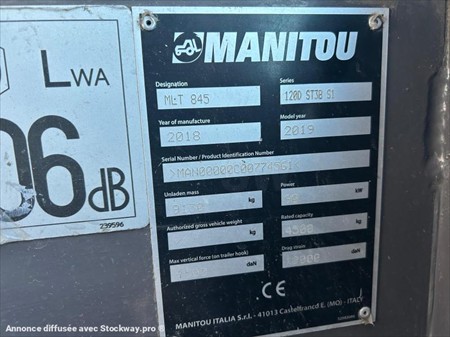 LWA
dB
239596
MANITOU
Designation
Series
MLT 845
120D ST3B S1
Year of manufacture
Model year
2018
2019
Serial Number / Product Identification Number
Unladen mass
Power
kg
kW
Authorized gross vehicle weight
Rated capacity
kg
4500
kg
Max vertical force (on trailer hook)
Drag strain
daN
daN
CE
MANITOU ITALIA S.r.l. - 41013 Castelfranco E. (MO) - ITALY
Annonce diffusée avec Stockway.pro